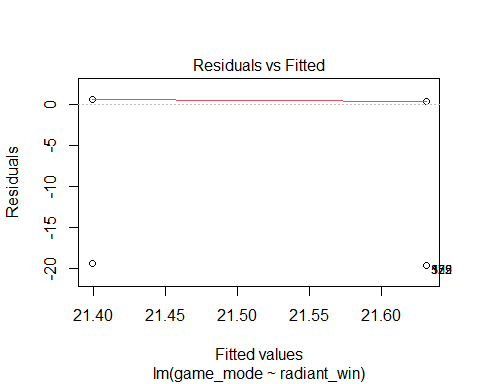 Residuals vs Fitted
Residuals
0
-5
-10
-15
-20
21.40
21.45
21.50
21.55
21.60
Fitted values
lm(game_mode ~ radiant_win)